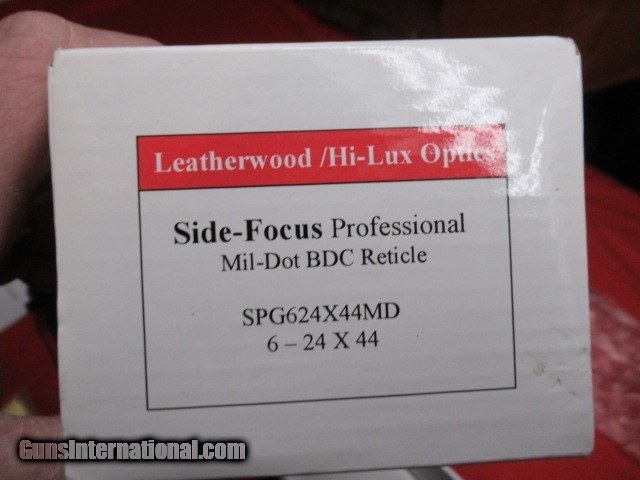 Leatherwood /Hi-Lux Optics
Side-Focus Professional
Mil-Dot BDC Reticle
SPG624X44MD
6 – 24 X 44
GunsInternational.com